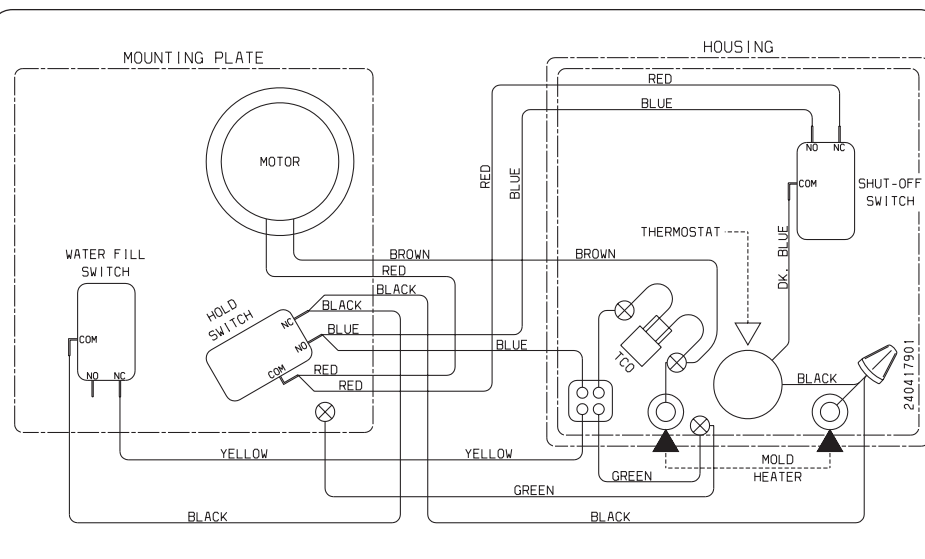 MOUNTING PLATE
HOUSING
RED
BLUE
MOTOR
NO
NC
RED
BLUE
COM
SHUT-OFF
SWITCH
THERMOSTAT
DK. BLUE
WATER FILL
SWITCH
BROWN
BROWN
RED
BLACK
HOLD
SWITCH
NC
BLACK
NO
BLUE
COM
BLUE
TCO
RED
RED
NO
NC
COM
BLACK
240417901
YELLOW
YELLOW
MOLD
HEATER
GREEN
GREEN
BLACK
BLACK